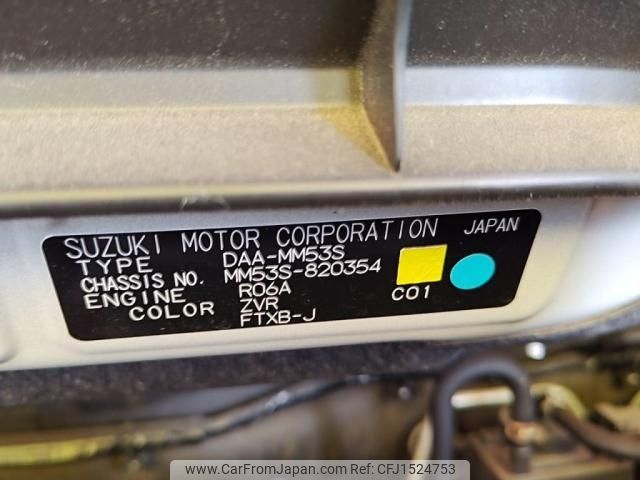 SUZUKI MOTOR CORPORATION JAPAN
TYPE DAA-MM53S
CHASSIS NO. MM53S-820354
ENGINE R06A
COLOR ZVR
FTXB-J
C01
www.CarFromJapan.com | ID: CFJ1524753